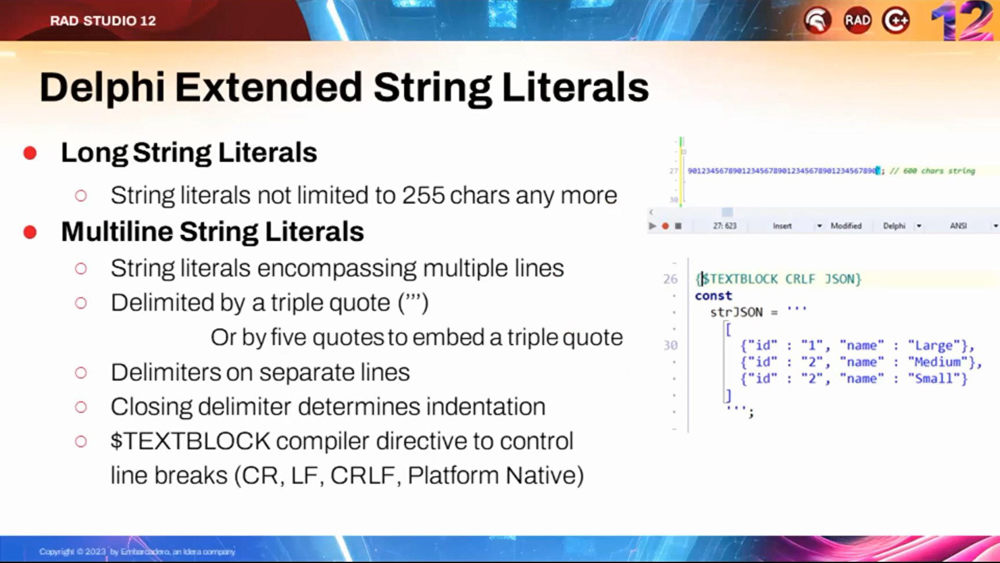 RAD STUDIO 12
RAD
C++
12
Delphi Extended String Literals
Long String Literals
String literals not limited to 255 chars any more
Multiline String Literals
String literals encompassing multiple lines
Delimited by a triple quote (’’’)
Or by five quotes to embed a triple quote
Delimiters on separate lines
Closing delimiter determines indentation
$TEXTBLOCK compiler directive to control
line breaks (CR, LF, CRLF, Platform Native)
27 901234567890123456789012345678901234567890'; // 600 chars string
30
27: 623 Insert Modified Delphi ANSI
26 {$TEXTBLOCK CRLF JSON}
const
strJSON = '''
[
30 {"id" : "1", "name" : "Large"},
{"id" : "2", "name" : "Medium"},
{"id" : "2", "name" : "Small"}
]
''';
Copyright © 2023 by Embarcadero, an Idera company